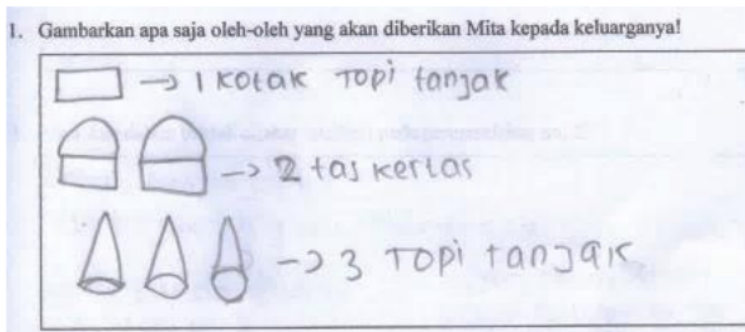 1. Gambarkan apa saja oleh-oleh yang akan diberikan Mita kepada keluarganya!
→ 1 kotak Topi tanjak
→ 2 tas kertas
→ 3 Topi tanjak